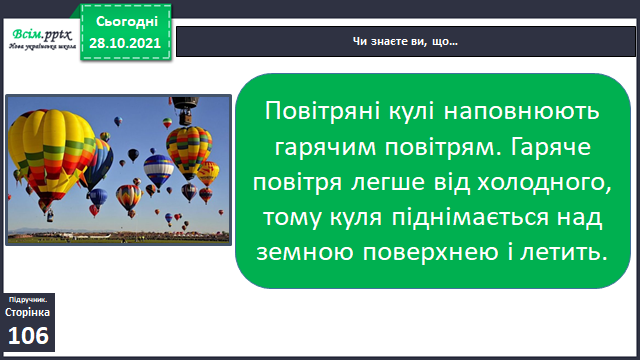 Всім.pptx
Нова українська школа
Сьогодні
28.10.2021
Чи знаєте ви, що…
Повітряні кулі наповнюють
гарячим повітрям. Гаряче
повітря легше від холодного,
тому куля піднімається над
земною поверхнею і летить.
Підручник.
Сторінка
106